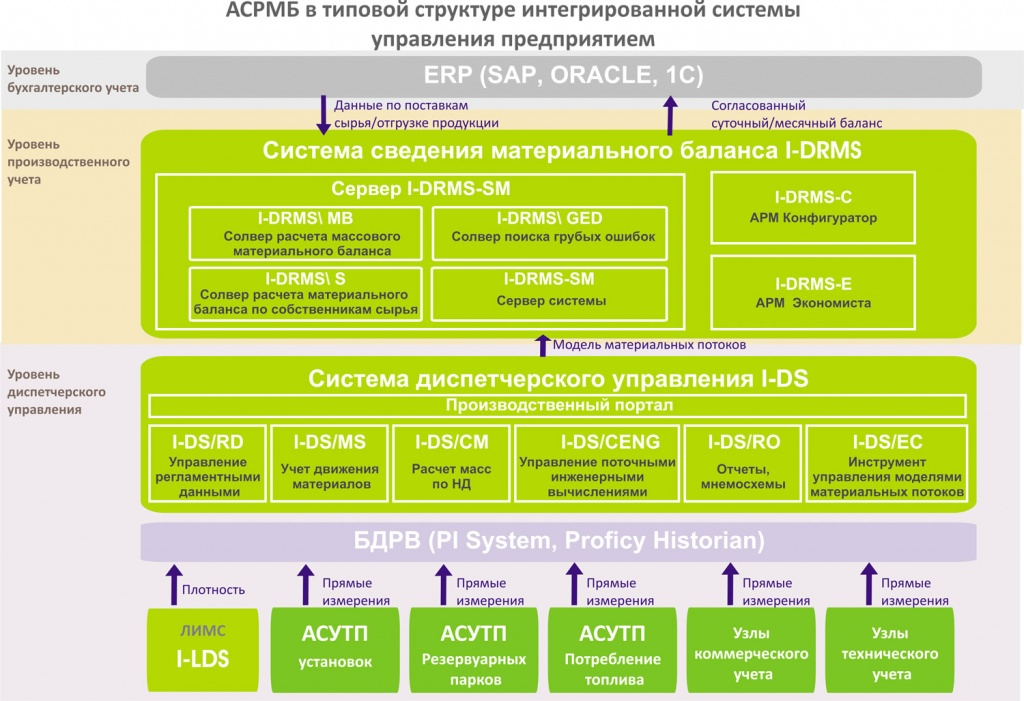 АСРМБ в типовой структуре интегрированной системы
управления предприятием
Уровень
бухгалтерского учета
ERP (SAP, ORACLE, 1С)
Данные по поставкам
сырья/отгрузке продукции
Согласованный
суточный/месячный баланс
Уровень
производственного
учета
Система сведения материального баланса I-DRMS
Сервер I-DRMS-SM
I-DRMS\ MB
Солвер расчета массового
материального баланса
I-DRMS\ GED
Солвер поиска грубых ошибок
I-DRMS\ S
Солвер расчета материального
баланса по собственникам сырья
I-DRMS-SM
Сервер системы
I-DRMS-C
АРМ Конфигуратор
I-DRMS-E
АРМ Экономиста
Модель материальных потоков
Уровень
диспетчерского
управления
Система диспетчерского управления I-DS
Производственный портал
I-DS/RD
Управление
регламентными
данными
I-DS/MS
Учет движения
материалов
I-DS/CM
Расчет масс
по НД
I-DS/CENG
Управление поточными
инженерными
вычислениями
I-DS/RO
Отчеты,
мнемосхемы
I-DS/EC
Инструмент
управления моделями
материальных потоков
БДРВ (PI System, Proficy Historian)
Плотность
Прямые
измерения
Прямые
измерения
Прямые
измерения
Прямые
измерения
Прямые
измерения
ЛИМС
I-LDS
АСУТП
установок
АСУТП
Резервуарных
парков
АСУТП
Потребление
топлива
Узлы
коммерческого
учета
Узлы
технического
учета